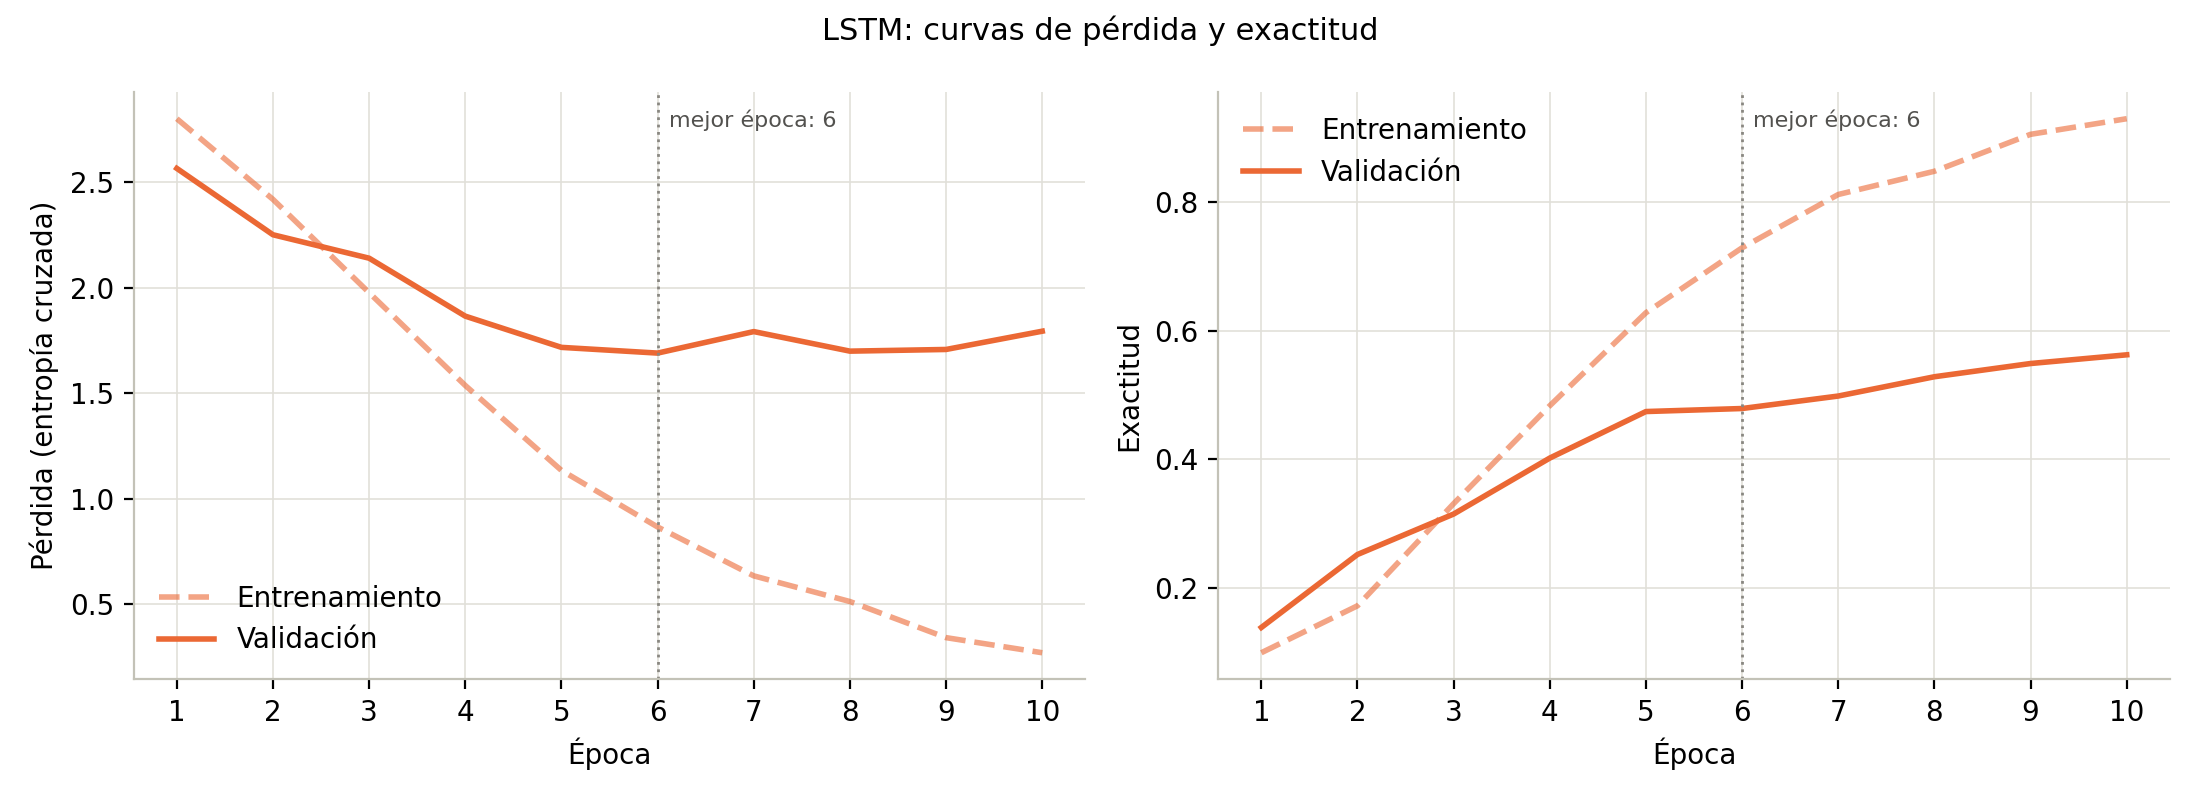 LSTM: curvas de pérdida y exactitud
Pérdida (entropía cruzada)
2.5
2.0
1.5
1.0
0.5
mejor época: 6
Entrenamiento
Validación
1 2 3 4 5 6 7 8 9 10
Época
Exactitud
0.8
0.6
0.4
0.2
Entrenamiento
Validación
mejor época: 6
1 2 3 4 5 6 7 8 9 10
Época